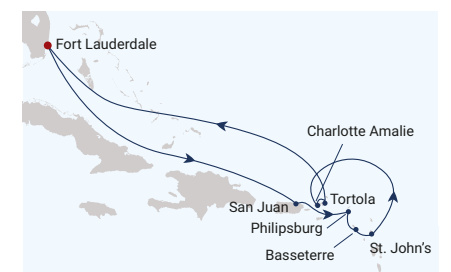 Fort Lauderdale
Charlotte Amalie
San Juan
Tortola
Philipsburg
Basseterre
St. John's